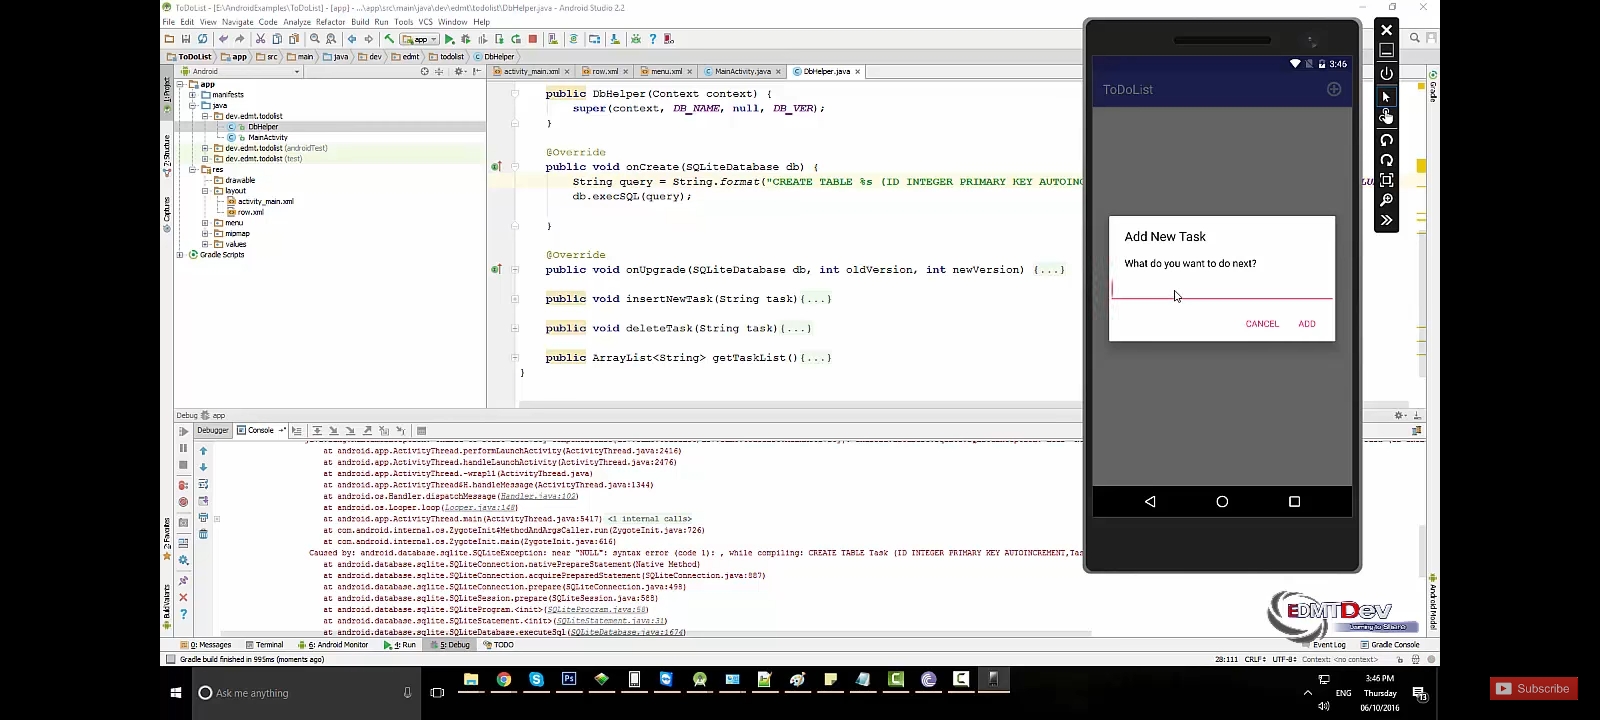 ToDoList - [E:\AndroidExamples\ToDoList] - [app] - ...\app\src\main\java\dev\edmt\todolist\DbHelper.java - Android Studio 2.2
File Edit View Navigate Code Analyze Refactor Build Run Tools VCS Window Help
app
ToDoList app src main java dev edmt todolist DbHelper
Android
activity_main.xml row.xml menu.xml MainActivity.java DbHelper.java
app
manifests
java
dev.edmt.todolist
DbHelper
MainActivity
dev.edmt.todolist (androidTest)
dev.edmt.todolist (test)
res
drawable
layout
activity_main.xml
row.xml
menu
mipmap
values
Gradle Scripts
1: Project
7: Structure
Captures
2: Favorites
Build Variants
public DbHelper(Context context) {
super(context, DB_NAME, null, DB_VER);
}
@Override
public void onCreate(SQLiteDatabase db) {
String query = String.format("CREATE TABLE %s (ID INTEGER PRIMARY KEY AUTOINC
db.execSQL(query);
}
@Override
public void onUpgrade(SQLiteDatabase db, int oldVersion, int newVersion) {...}
public void insertNewTask(String task){...}
public void deleteTask(String task){...}
public ArrayList<String> getTaskList(){...}
}
Gradle
Android Model
3:46
ToDoList
Add New Task
What do you want to do next?
CANCEL ADD
Debug app
Debugger Console
at android.app.ActivityThread.performLaunchActivity(ActivityThread.java:2416)
at android.app.ActivityThread.handleLaunchActivity(ActivityThread.java:2476)
at android.app.ActivityThread.-wrap11(ActivityThread.java)
at android.app.ActivityThread$H.handleMessage(ActivityThread.java:1344)
at android.os.Handler.dispatchMessage(Handler.java:102)
at android.os.Looper.loop(Looper.java:148)
at android.app.ActivityThread.main(ActivityThread.java:5417) <1 internal calls>
at com.android.internal.os.ZygoteInit$MethodAndArgsCaller.run(ZygoteInit.java:726)
at com.android.internal.os.ZygoteInit.main(ZygoteInit.java:616)
Caused by: android.database.sqlite.SQLiteException: near "NULL": syntax error (code 1): , while compiling: CREATE TABLE Task (ID INTEGER PRIMARY KEY AUTOINCREMENT,Tas
at android.database.sqlite.SQLiteConnection.nativePrepareStatement(Native Method)
at android.database.sqlite.SQLiteConnection.acquirePreparedStatement(SQLiteConnection.java:887)
at android.database.sqlite.SQLiteConnection.prepare(SQLiteConnection.java:498)
at android.database.sqlite.SQLiteSession.prepare(SQLiteSession.java:588)
at android.database.sqlite.SQLiteProgram.<init>(SQLiteProgram.java:58)
at android.database.sqlite.SQLiteStatement.<init>(SQLiteStatement.java:31)
at android.database.sqlite.SQLiteDatabase.executeSql(SQLiteDatabase.java:1674)
EDMTDev
Learning to Share
0: Messages Terminal 6: Android Monitor 4: Run 5: Debug TODO Event Log Gradle Console
Gradle build finished in 995ms (moments ago) 28:111 CRLF UTF-8 Context: <no context>
Ask me anything
ENG
3:46 PM
Thursday
06/10/2016
Subscribe